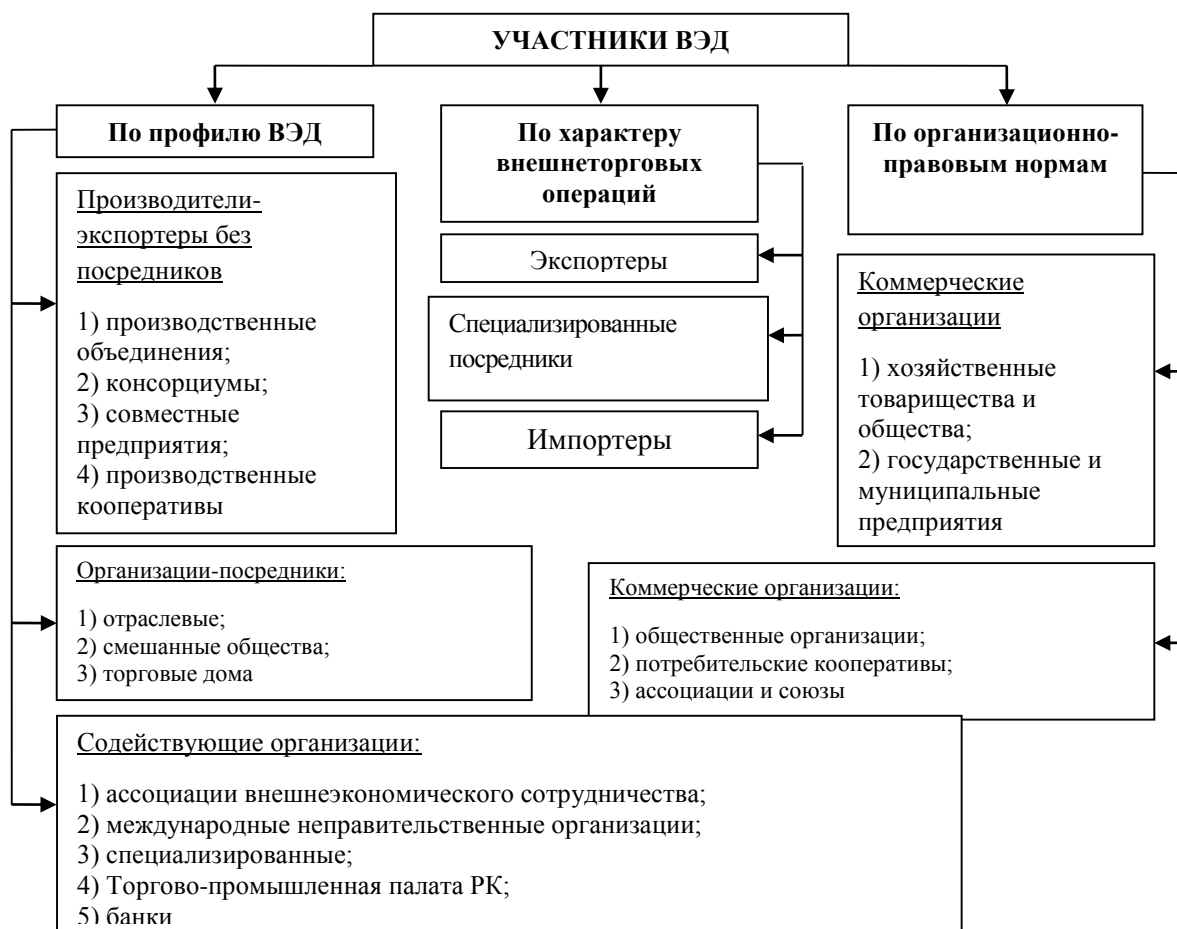 УЧАСТНИКИ ВЭД
По профилю ВЭД
По характеру
внешнеторговых
операций
По организационно-
правовым нормам
Производители-
экспортеры без
посредников
1) производственные
объединения;
2) консорциумы;
3) совместные
предприятия;
4) производственные
кооперативы
Экспортеры
Специализированные
посредники
Импортеры
Коммерческие
организации
1) хозяйственные
товарищества и
общества;
2) государственные и
муниципальные
предприятия
Организации-посредники:
1) отраслевые;
2) смешанные общества;
3) торговые дома
Коммерческие организации:
1) общественные организации;
2) потребительские кооперативы;
3) ассоциации и союзы
Содействующие организации:
1) ассоциации внешнеэкономического сотрудничества;
2) международные неправительственные организации;
3) специализированные;
4) Торгово-промышленная палата РК;
5) банки